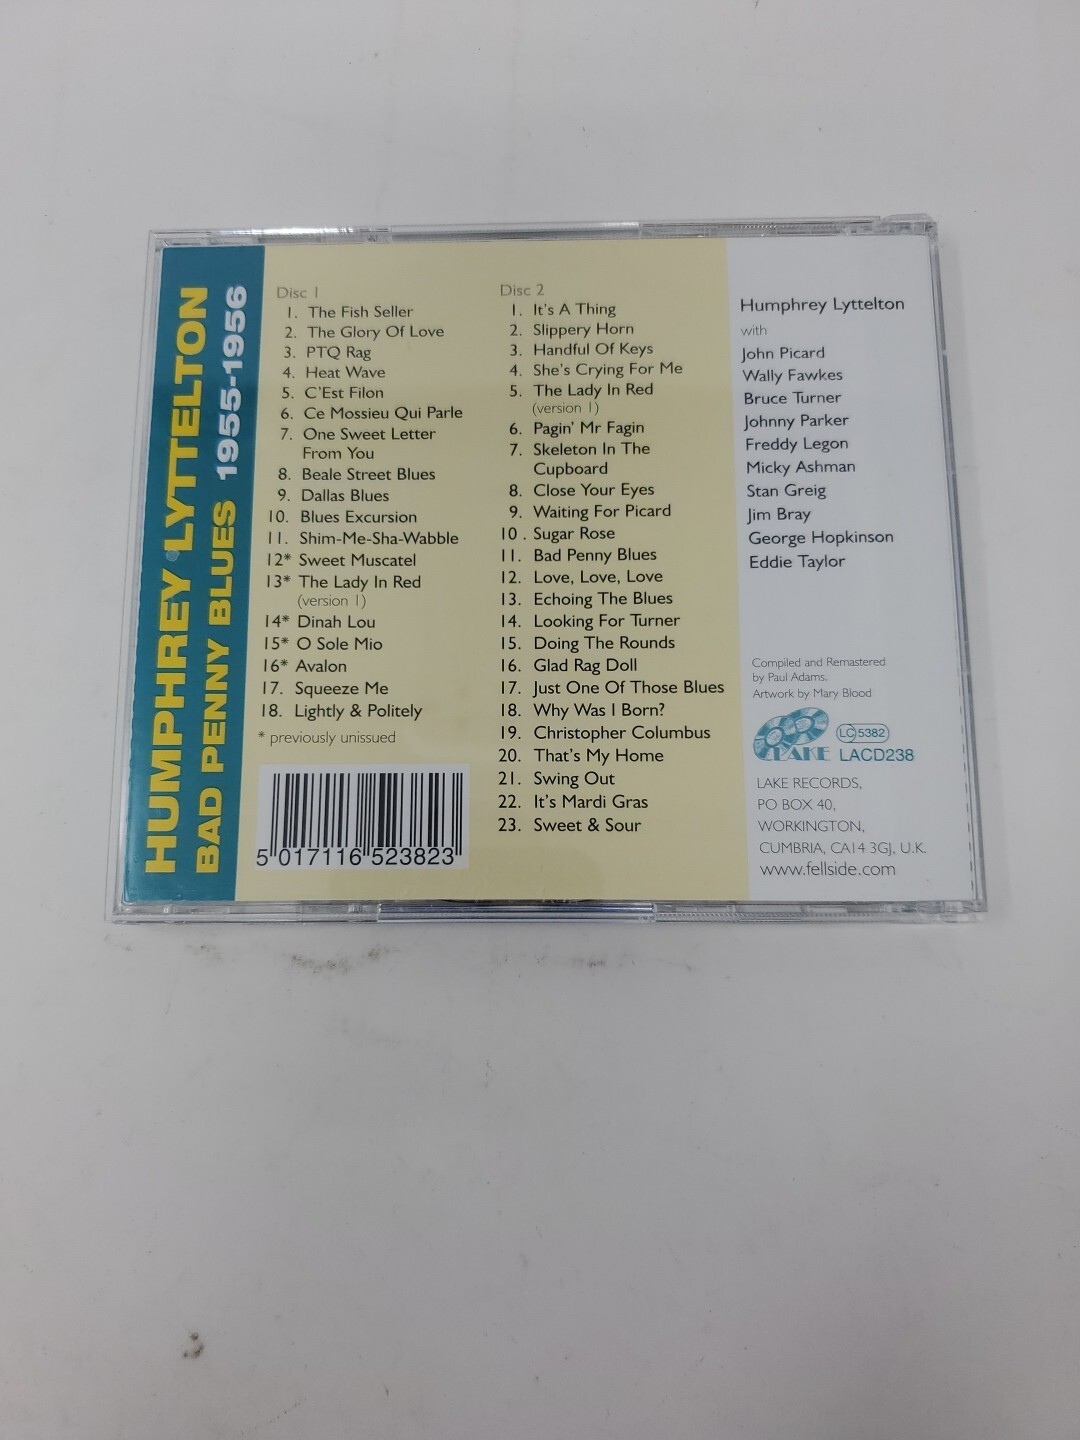 HUMPHREY LYTTELTON
BAD PENNY BLUES 1955-1956
Disc 1
1. The Fish Seller
2. The Glory Of Love
3. PTQ Rag
4. Heat Wave
5. C'Est Filon
6. Ce Mossieu Qui Parle
7. One Sweet Letter
From You
8. Beale Street Blues
9. Dallas Blues
10. Blues Excursion
11. Shim-Me-Sha-Wabble
12* Sweet Muscatel
13* The Lady In Red
(version 1)
14* Dinah Lou
15* O Sole Mio
16* Avalon
17. Squeeze Me
18. Lightly & Politely
* previously unissued
5 017116 523823
Disc 2
1. It's A Thing
2. Slippery Horn
3. Handful Of Keys
4. She's Crying For Me
5. The Lady In Red
(version 1)
6. Pagin' Mr Fagin
7. Skeleton In The
Cupboard
8. Close Your Eyes
9. Waiting For Picard
10 . Sugar Rose
11. Bad Penny Blues
12. Love, Love, Love
13. Echoing The Blues
14. Looking For Turner
15. Doing The Rounds
16. Glad Rag Doll
17. Just One Of Those Blues
18. Why Was I Born?
19. Christopher Columbus
20. That's My Home
21. Swing Out
22. It's Mardi Gras
23. Sweet & Sour
Humphrey Lyttelton
with
John Picard
Wally Fawkes
Bruce Turner
Johnny Parker
Freddy Legon
Micky Ashman
Stan Greig
Jim Bray
George Hopkinson
Eddie Taylor
Compiled and Remastered
by Paul Adams.
Artwork by Mary Blood
LC 5382
LAKE LACD238
LAKE RECORDS,
PO BOX 40,
WORKINGTON,
CUMBRIA, CA14 3GJ, U.K.
www.fellside.com